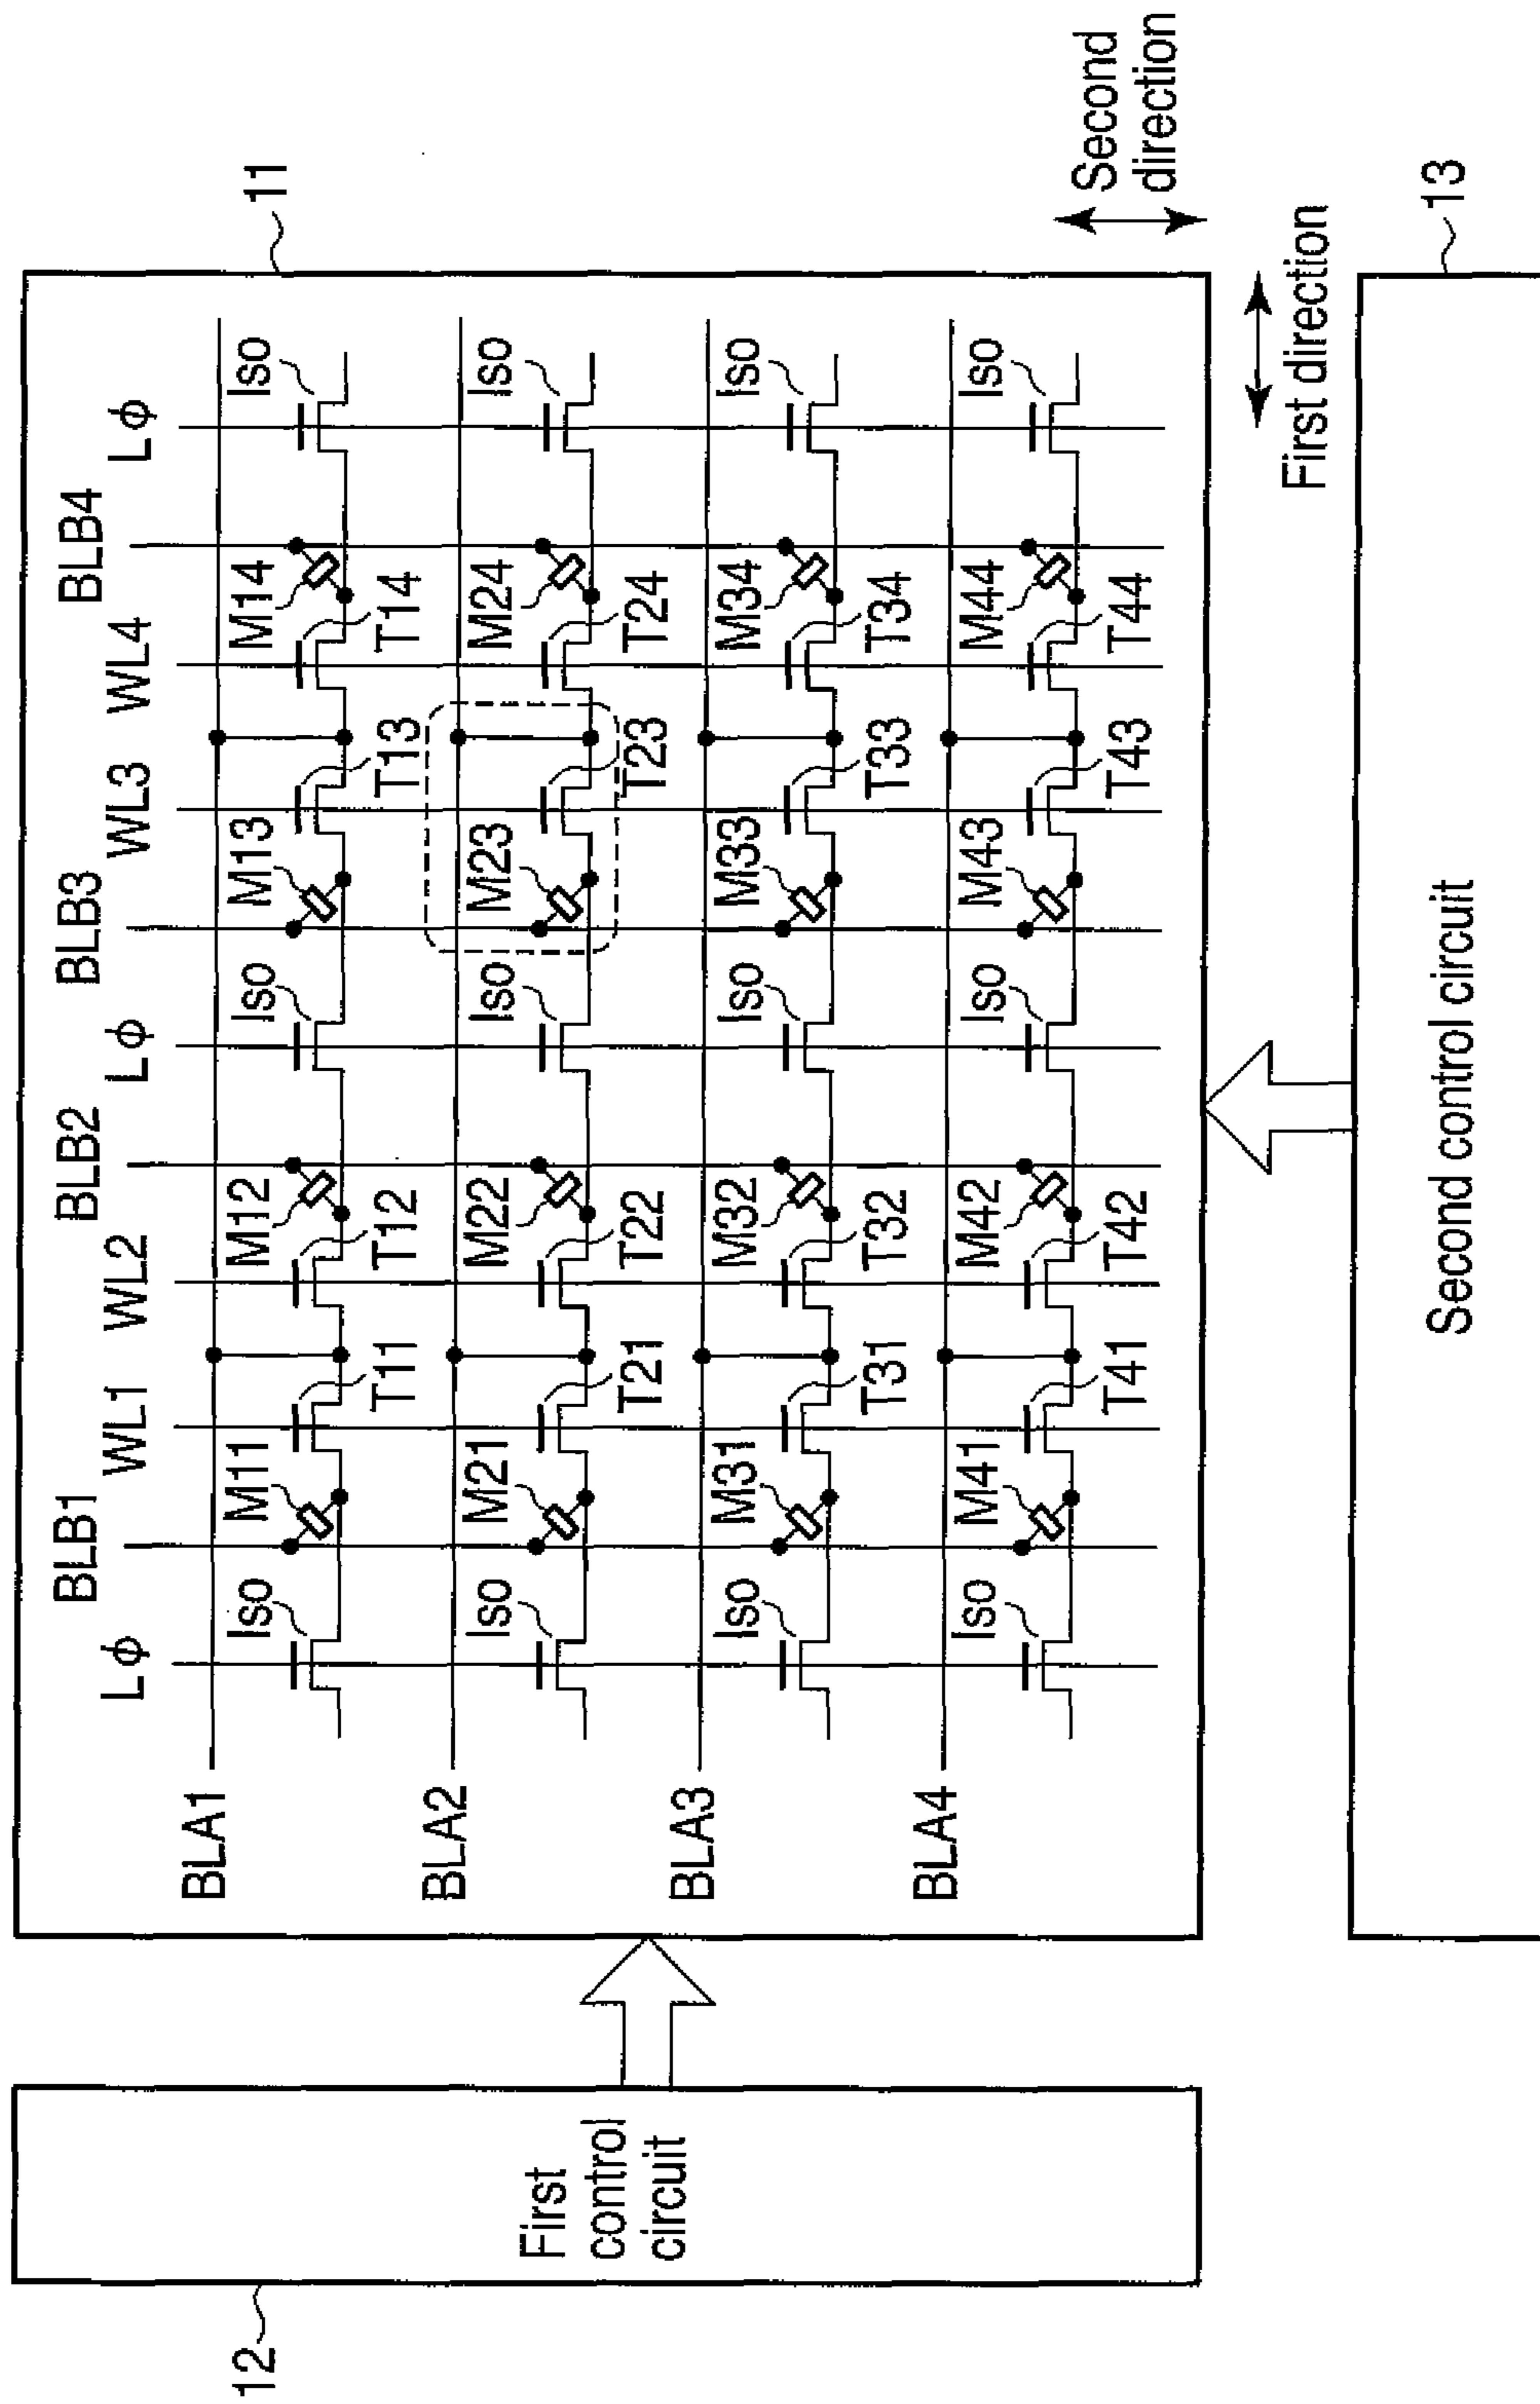 Lϕ BLB1 WL1 WL2 BLB2 Lϕ BLB3 WL3 WL4 BLB4 Lϕ
11
BLA1
Iso M11 T11 M12 T12 Iso M13 T13 M14 T14 Iso
BLA2
Iso M21 T21 M22 T22 Iso M23 T23 M24 T24 Iso
BLA3
Iso M31 T31 M32 T32 Iso M33 T33 M34 T34 Iso
BLA4
Iso M41 T41 M42 T42 Iso M43 T43 M44 T44 Iso
12
First
control
circuit
Second
direction
First direction
13
Second control circuit